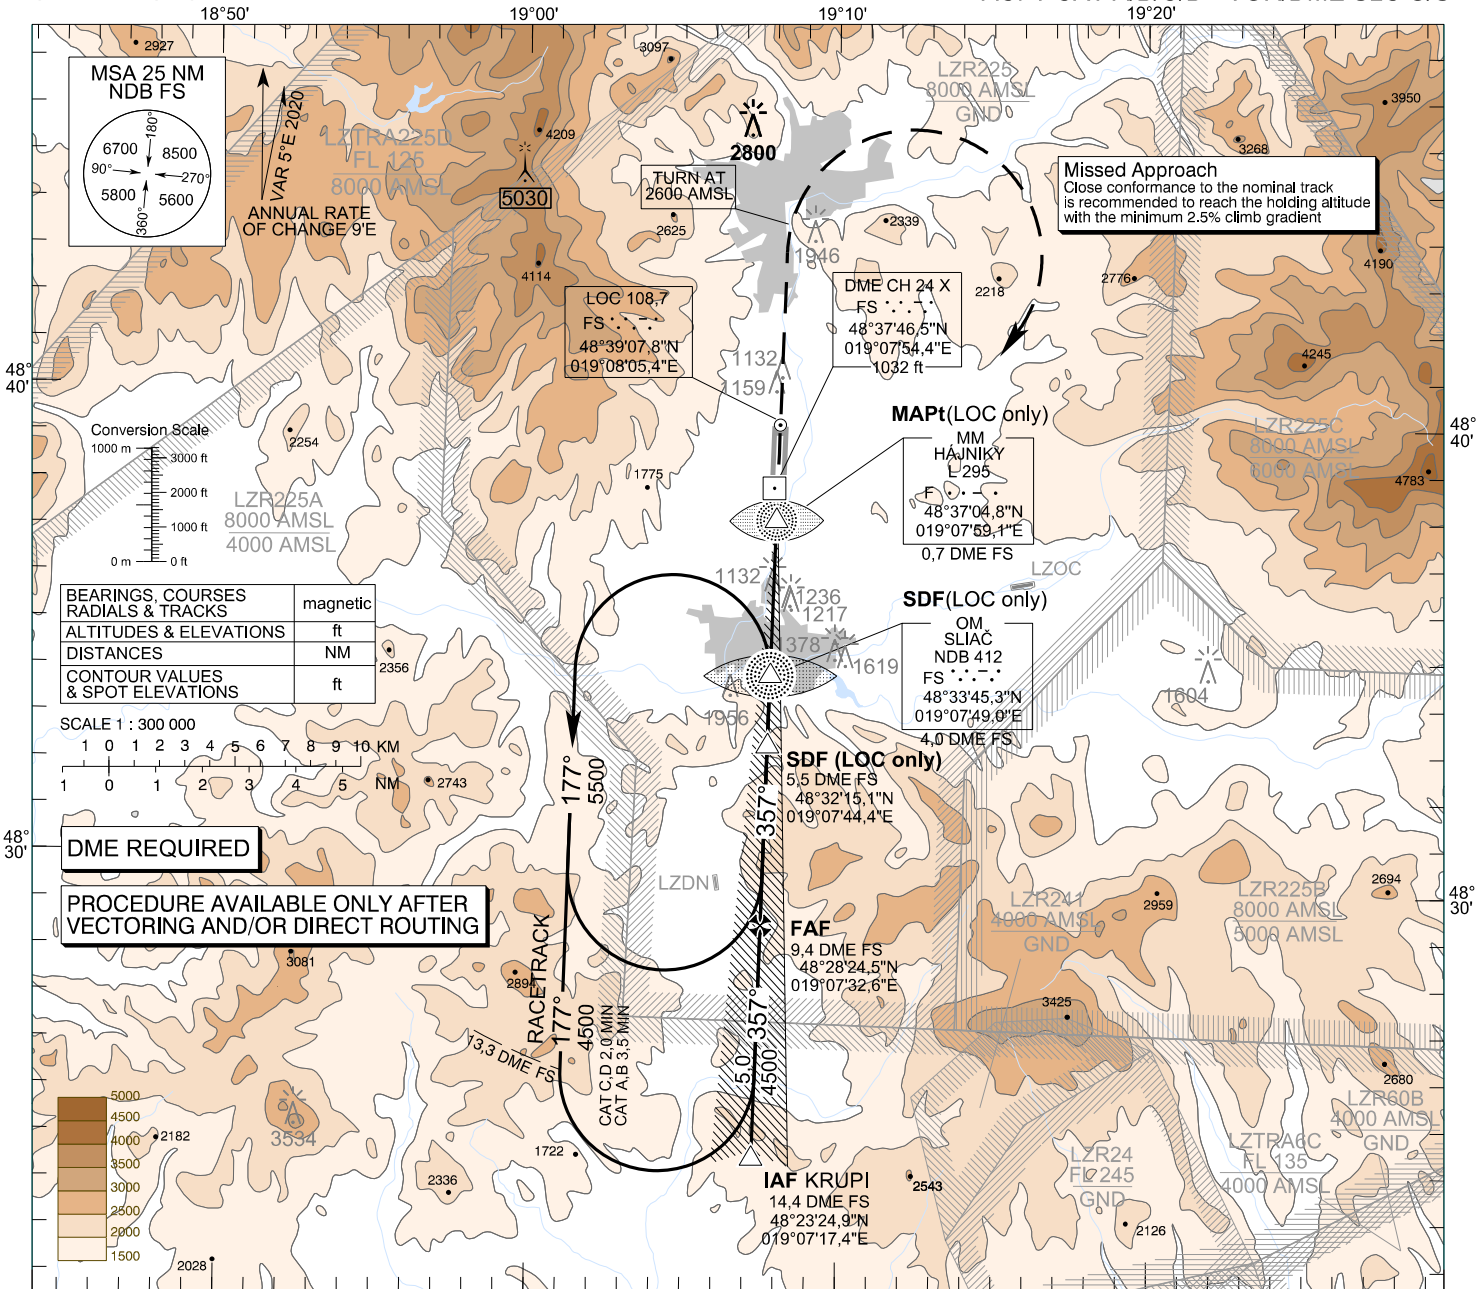 18°50'
19°00'
19°10'
19°20'
MSA 25 NM
NDB FS
6700
180°
8500
90°
270°
5800
360°
5600
VAR 5°E 2020
ANNUAL RATE
OF CHANGE 9'E
2927
3097
4209
5030
4114
2625
2800
TURN AT
2600 AMSL
LZTRA225D
FL 125
8000 AMSL
LZR225
8000 AMSL
GND
3950
3268
Missed Approach
Close conformance to the nominal track
is recommended to reach the holding altitude
with the minimum 2.5% climb gradient
1946
2339
2218
2776
4190
4245
4783
LOC 108,7
FS
48°39'07,8"N
019°08'05,4"E
DME CH 24 X
FS
48°37'46,5"N
019°07'54,4"E
1032 ft
1132
1159
48°
40'
48°
40'
Conversion Scale
1000 m
3000 ft
2000 ft
1000 ft
0 m
0 ft
2254
1775
LZR225A
8000 AMSL
4000 AMSL
LZR225C
8000 AMSL
6000 AMSL
MAPt(LOC only)
MM
HÁJNIKY
L 295
F
48°37'04,8"N
019°07'59,1"E
0,7 DME FS
LZOC
BEARINGS, COURSES
RADIALS & TRACKS
magnetic
ALTITUDES & ELEVATIONS
ft
DISTANCES
NM
CONTOUR VALUES
& SPOT ELEVATIONS
ft
2356
1132
1236
1217
1378
1619
1956
1604
SDF(LOC only)
OM
SLIAČ
NDB 412
FS
48°33'45,3"N
019°07'49,0"E
4,0 DME FS
SCALE 1 : 300 000
1 0 1 2 3 4 5 6 7 8 9 10 KM
1 0 1 2 3 4 5 NM
2743
177°
5500
SDF (LOC only)
5,5 DME FS
48°32'15,1"N
019°07'44,4"E
357°
48°
30'
48°
30'
DME REQUIRED
PROCEDURE AVAILABLE ONLY AFTER
VECTORING AND/OR DIRECT ROUTING
LZDN
FAF
9,4 DME FS
48°28'24,5"N
019°07'32,6"E
LZR241
4000 AMSL
GND
2959
LZR225B
8000 AMSL
5000 AMSL
2694
3081
2894
RACETRACK
177°
4500
CAT C,D 2,0 MIN
CAT A,B 3,5 MIN
13,3 DME FS
357°
5,0
4500
3425
2680
LZR60B
4000 AMSL
GND
5000
4500
4000
3500
3000
2500
2000
1500
3534
2182
2336
1722
2028
IAF KRUPI
14,4 DME FS
48°23'24,9"N
019°07'17,4"E
2543
LZR24
FL 245
GND
2126
LZTRA6C
FL 135
4000 AMSL